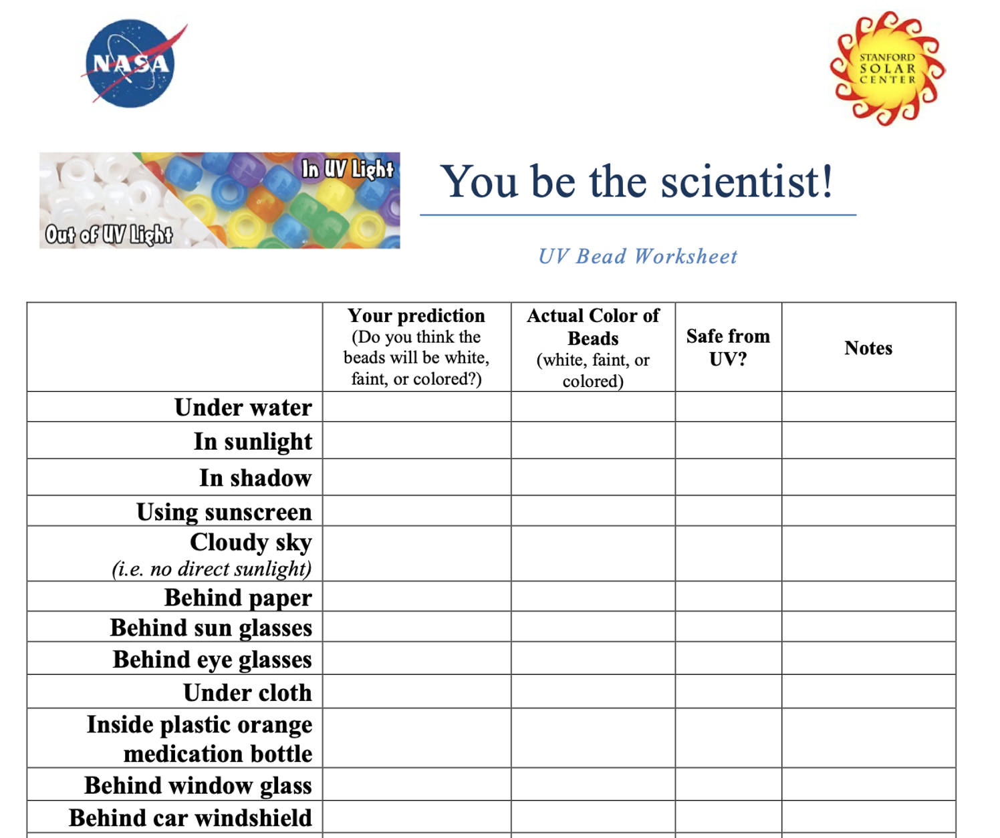 NASA
STANFORD
SOLAR
CENTER
In UV Light
Out of UV Light
You be the scientist!
UV Bead Worksheet
Your prediction
(Do you think the
beads will be white,
faint, or colored?)
Actual Color of
Beads
(white, faint, or
colored)
Safe from
UV?
Notes
Under water
In sunlight
In shadow
Using sunscreen
Cloudy sky
(i.e. no direct sunlight)
Behind paper
Behind sun glasses
Behind eye glasses
Under cloth
Inside plastic orange
medication bottle
Behind window glass
Behind car windshield